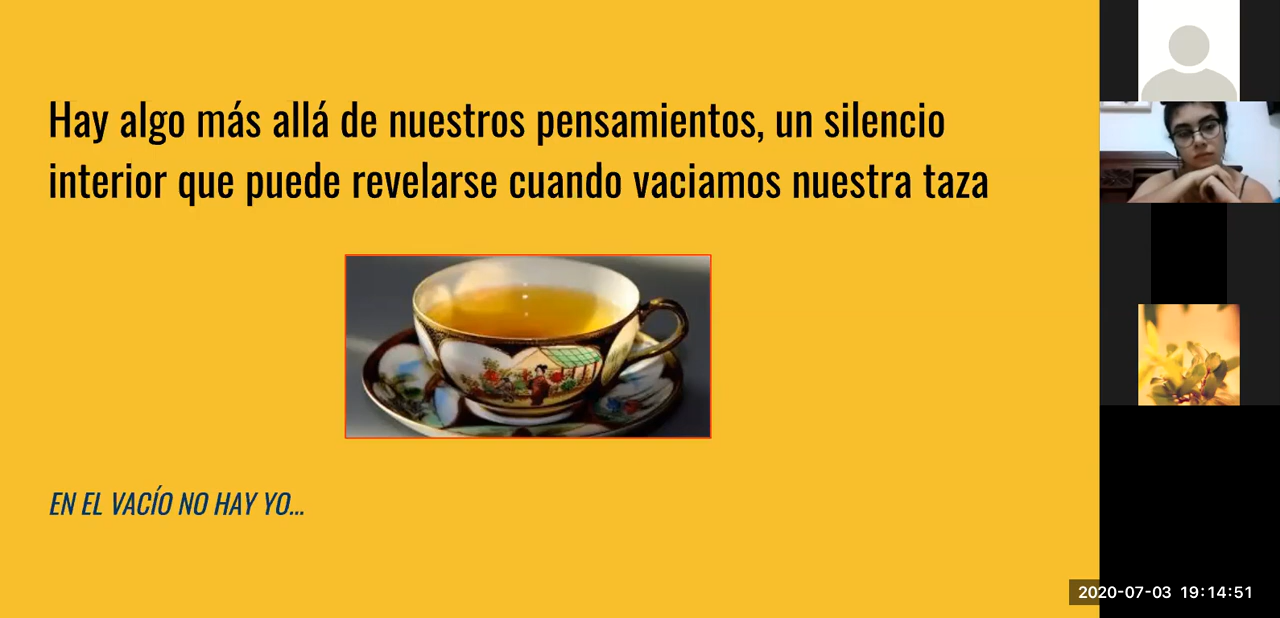 Hay algo más allá de nuestros pensamientos, un silencio
interior que puede revelarse cuando vaciamos nuestra taza
EN EL VACÍO NO HAY YO...
2020-07-03 19:14:51